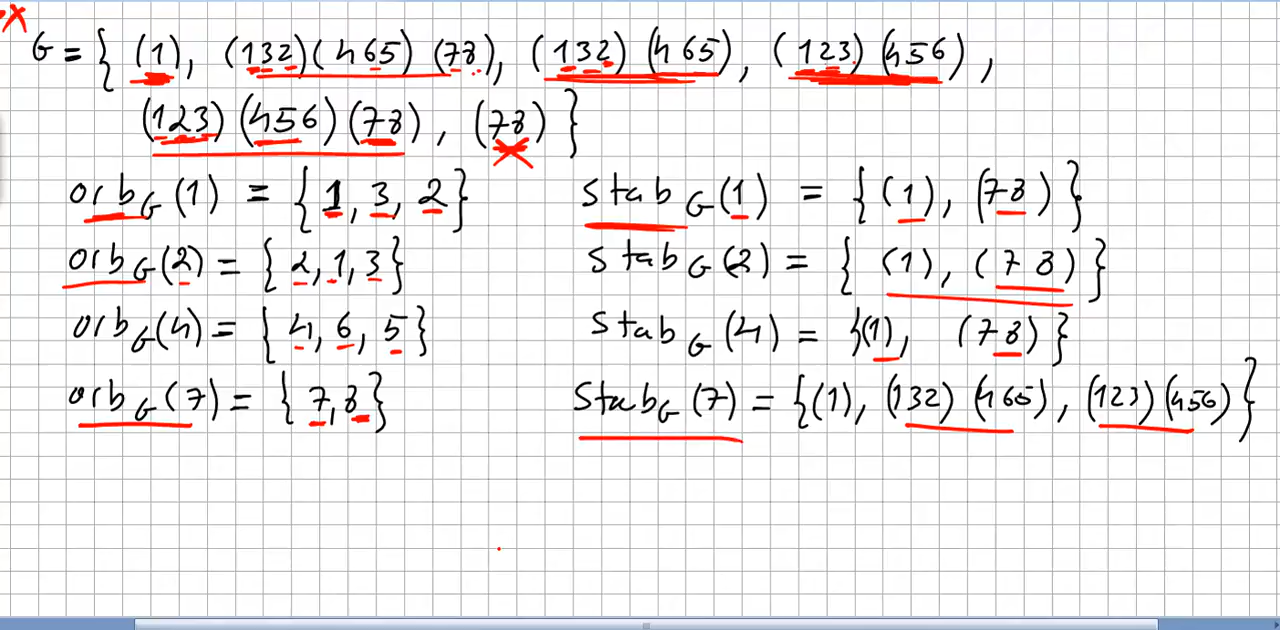 G = { (1), (132)(465)(78), (132)(465), (123)(456),
(123)(456)(78), (78) }
orb_G(1) = {1, 3, 2} stab_G(1) = {(1), (78)}
orb_G(2) = {2, 1, 3} stab_G(2) = {(1), (78)}
orb_G(4) = {4, 6, 5} stab_G(4) = {(1), (78)}
orb_G(7) = {7, 8} stab_G(7) = {(1), (132)(465), (123)(456)}